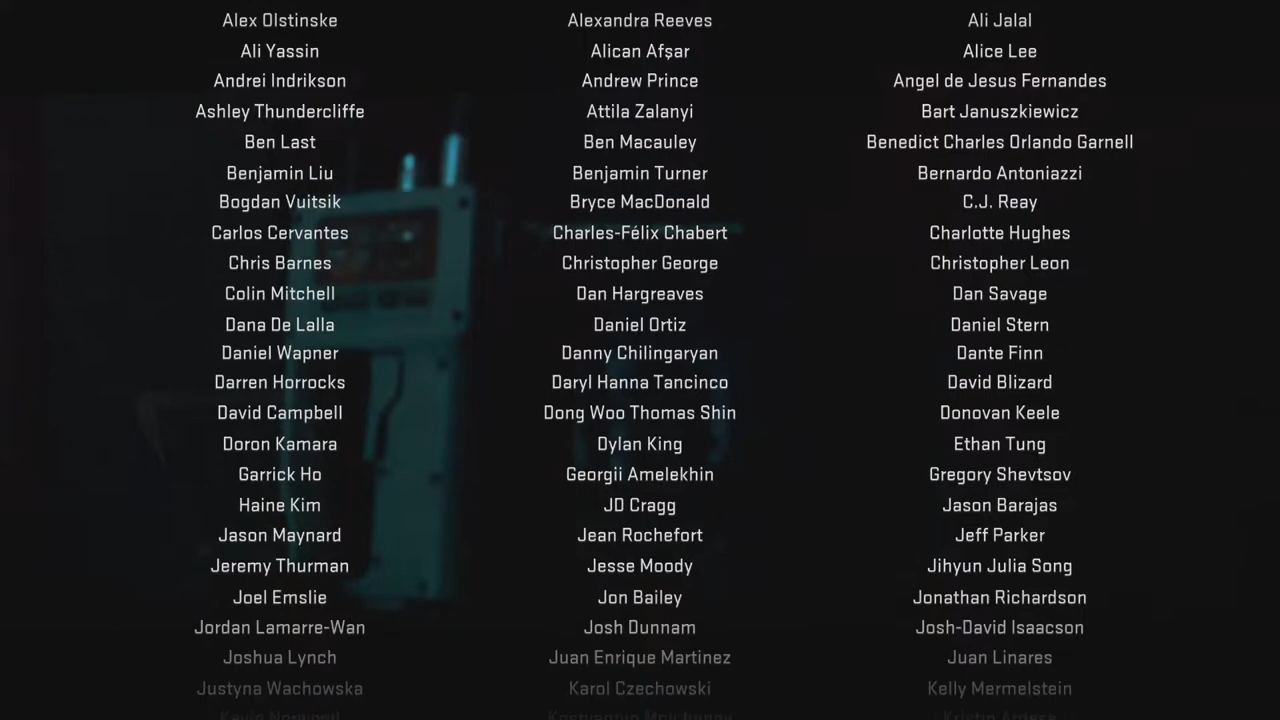 Alex Olstinske Alexandra Reeves Ali Jalal
Ali Yassin Alican Afşar Alice Lee
Andrei Indrikson Andrew Prince Angel de Jesus Fernandes
Ashley Thundercliffe Attila Zalanyi Bart Januszkiewicz
Ben Last Ben Macauley Benedict Charles Orlando Garnell
Benjamin Liu Benjamin Turner Bernardo Antoniazzi
Bogdan Vuitsik Bryce MacDonald C.J. Reay
Carlos Cervantes Charles-Félix Chabert Charlotte Hughes
Chris Barnes Christopher George Christopher Leon
Colin Mitchell Dan Hargreaves Dan Savage
Dana De Lalla Daniel Ortiz Daniel Stern
Daniel Wapner Danny Chilingaryan Dante Finn
Darren Horrocks Daryl Hanna Tancinco David Blizard
David Campbell Dong Woo Thomas Shin Donovan Keele
Doron Kamara Dylan King Ethan Tung
Garrick Ho Georgii Amelekhin Gregory Shevtsov
Haine Kim JD Cragg Jason Barajas
Jason Maynard Jean Rochefort Jeff Parker
Jeremy Thurman Jesse Moody Jihyun Julia Song
Joel Emslie Jon Bailey Jonathan Richardson
Jordan Lamarre-Wan Josh Dunnam Josh-David Isaacson
Joshua Lynch Juan Enrique Martinez Juan Linares
Justyna Wachowska Karol Czechowski Kelly Mermelstein